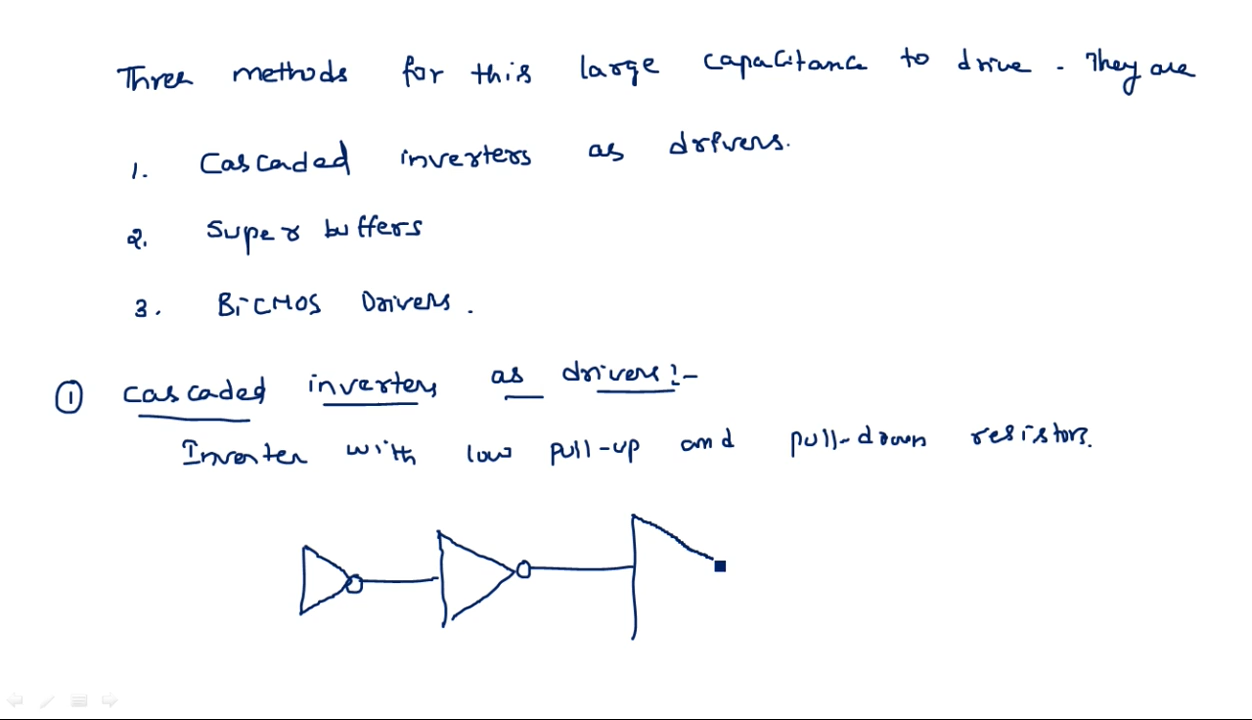 Three methods for this large capacitance to drive. They are
1. Cascaded inverters as drivers.
2. Super buffers
3. BiCMOS Drivers.
① cascaded inverters as drivers:-
Inverter with low pull-up and pull-down resistors.